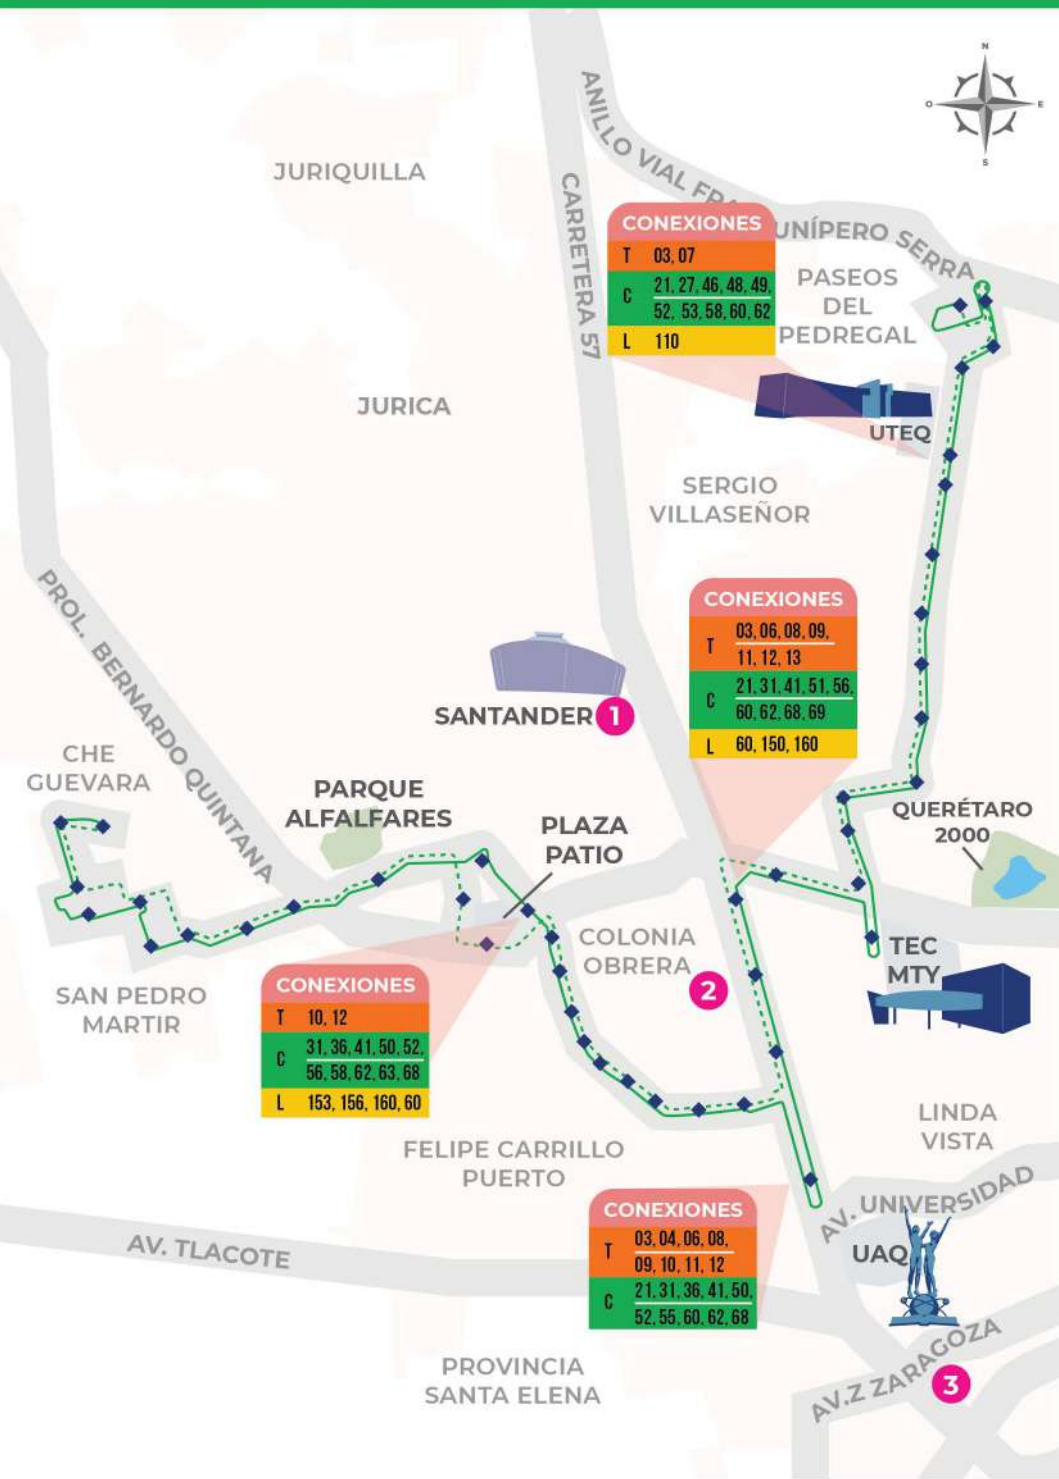 N
O
E
S
ANILLO VIAL FRA
UNÍPERO SERRA
JURIQUILLA
CARRETERA 57
CONEXIONES
T 03, 07
C 21, 27, 46, 48, 49,
52, 53, 58, 60, 62
L 110
PASEOS
DEL
PEDREGAL
JURICA
UTEQ
SERGIO
VILLASEÑOR
PROL. BERNARDO QUINTANA
CONEXIONES
T 03, 06, 08, 09,
11, 12, 13
C 21, 31, 41, 51, 56,
60, 62, 68, 69
L 60, 150, 160
SANTANDER 1
CHE
GUEVARA
PARQUE
ALFALFARES
PLAZA
PATIO
QUERÉTARO
2000
COLONIA
OBRERA
2
TEC
MTY
SAN PEDRO
MARTIR
CONEXIONES
T 10, 12
C 31, 36, 41, 50, 52,
56, 58, 62, 63, 68
L 153, 156, 160, 60
LINDA
VISTA
FELIPE CARRILLO
PUERTO
AV. UNIVERSIDAD
CONEXIONES
T 03, 04, 06, 08,
09, 10, 11, 12
C 21, 31, 36, 41, 50,
52, 55, 60, 62, 68
AV. TLACOTE
UAQ
PROVINCIA
SANTA ELENA
AV.Z ZARAGOZA
3